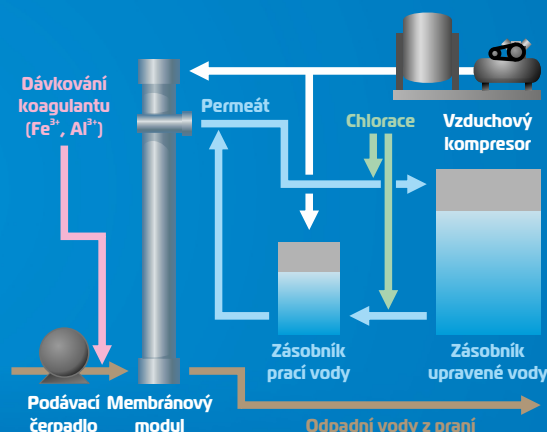 Dávkování
koagulantu
(Fe³⁺, Al³⁺)
Permeát
Chlorace
Vzduchový
kompresor
Zásobník
prací vody
Zásobník
upravené vody
Podávací
čerpadlo
Membránový
modul
Odpadní vody z praní